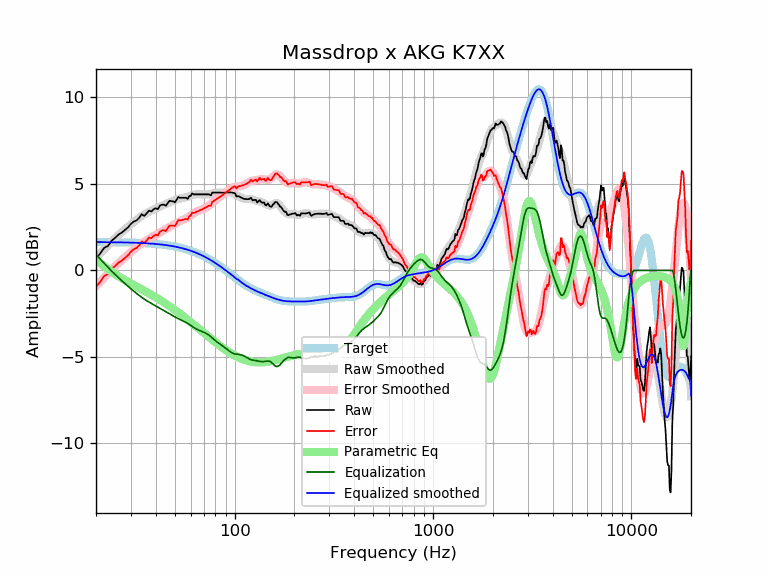 Massdrop x AKG K7XX
Amplitude (dBr)
10
5
0
−5
−10
Target
Raw Smoothed
Error Smoothed
Raw
Error
Parametric Eq
Equalization
Equalized smoothed
100
1000
10000
Frequency (Hz)